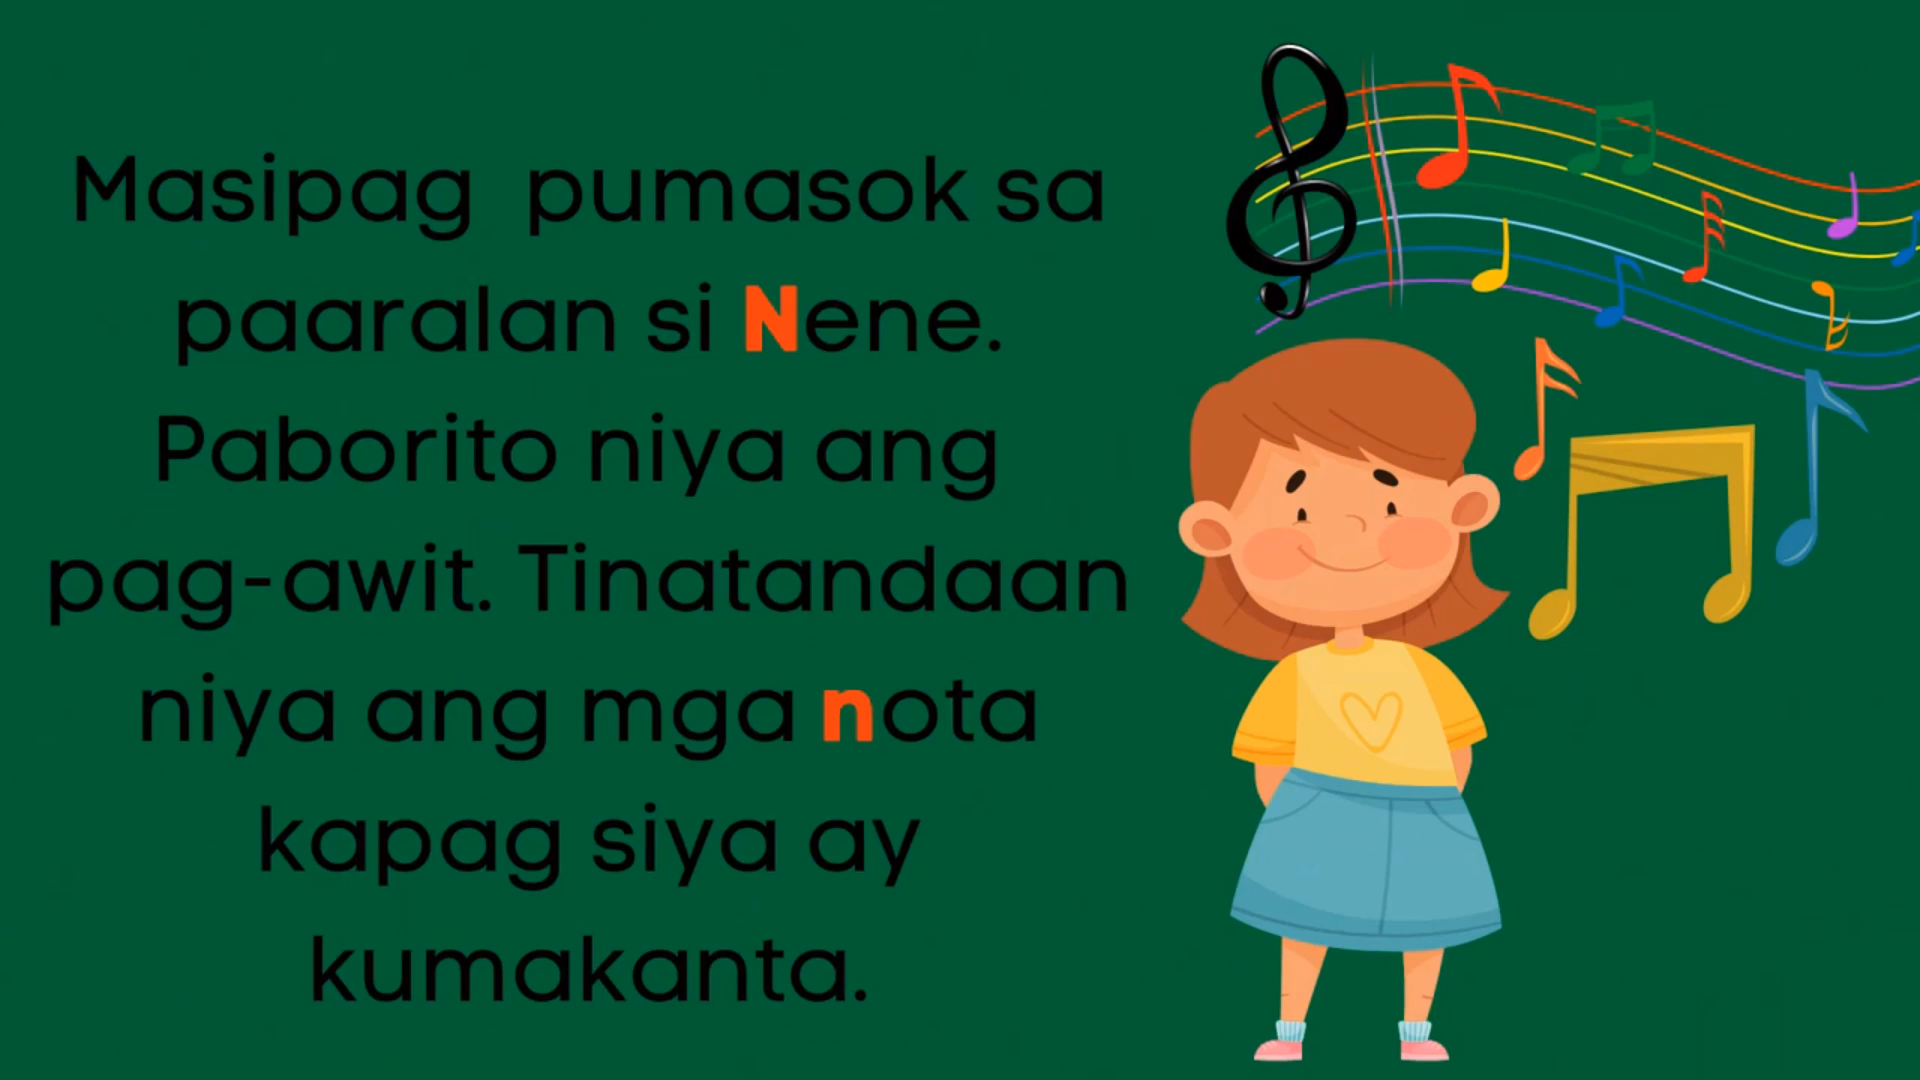 Masipag pumasok sa
paaralan si Nene.
Paborito niya ang
pag-awit. Tinatandaan
niya ang mga nota
kapag siya ay
kumakanta.